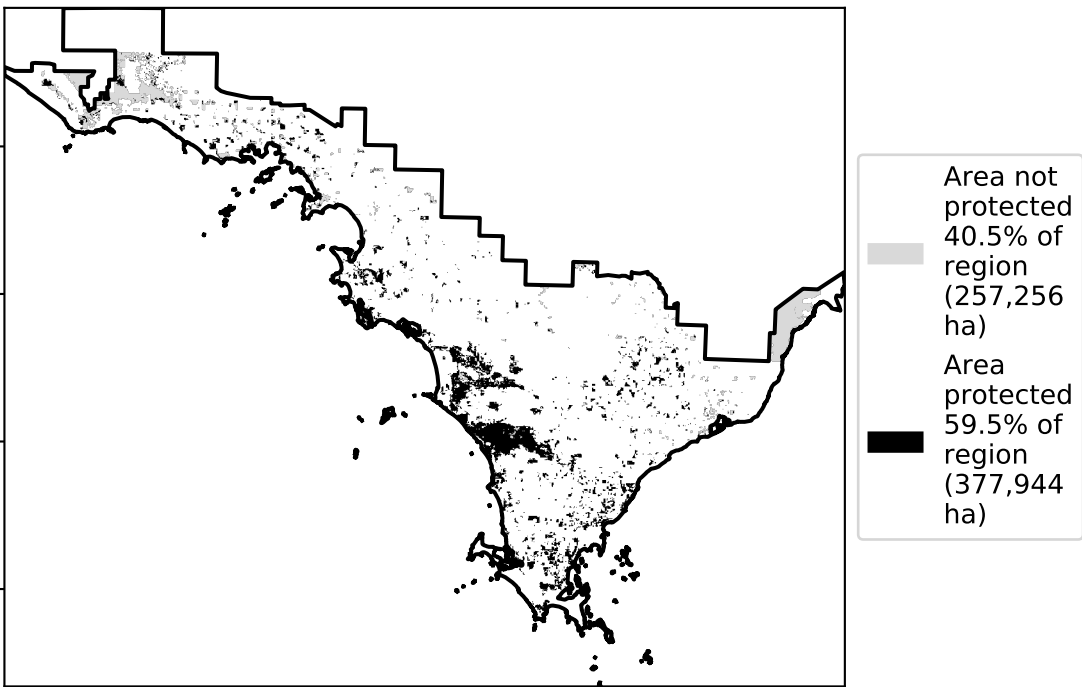 Area not
protected
40.5% of
region
(257,256
ha)
Area
protected
59.5% of
region
(377,944
ha)